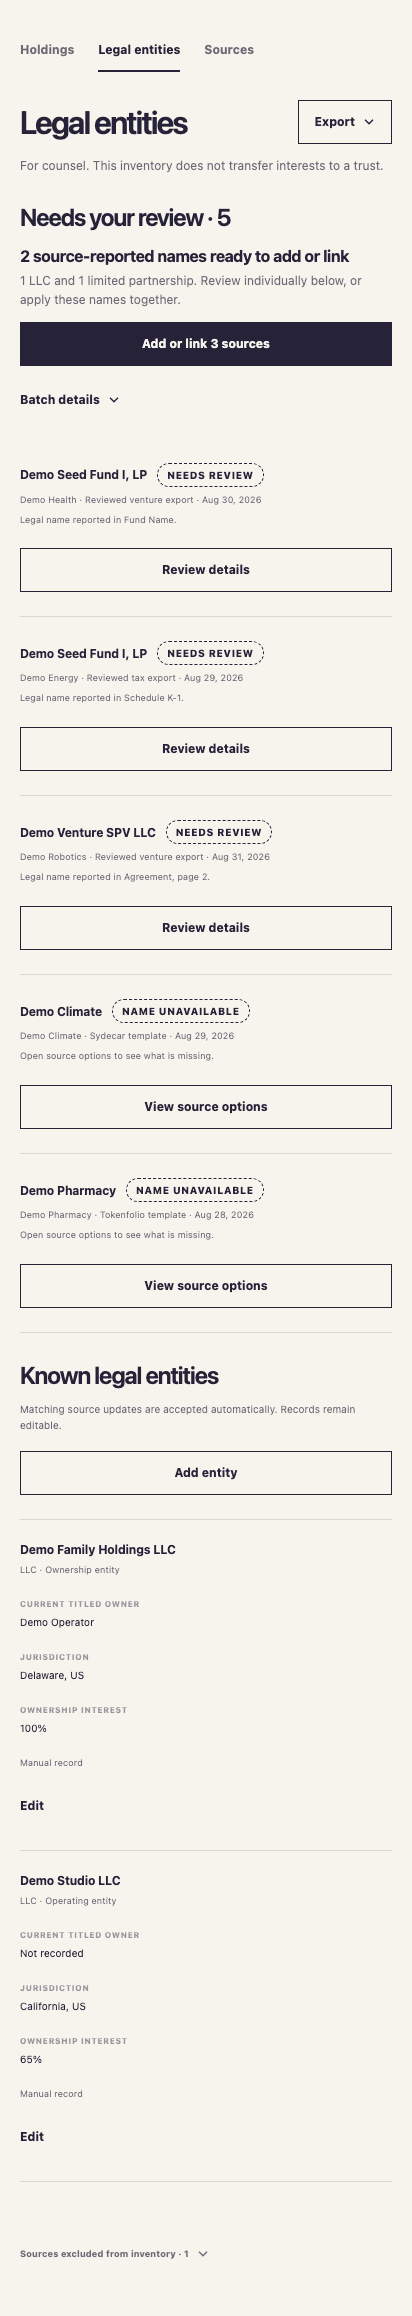 Holdings Legal entities Sources
Legal entities Export
For counsel. This inventory does not transfer interests to a trust.
Needs your review · 5
2 source-reported names ready to add or link
1 LLC and 1 limited partnership. Review individually below, or
apply these names together.
Add or link 3 sources
Batch details
Demo Seed Fund I, LP NEEDS REVIEW
Demo Health · Reviewed venture export · Aug 30, 2026
Legal name reported in Fund Name.
Review details
Demo Seed Fund I, LP NEEDS REVIEW
Demo Energy · Reviewed tax export · Aug 29, 2026
Legal name reported in Schedule K-1.
Review details
Demo Venture SPV LLC NEEDS REVIEW
Demo Robotics · Reviewed venture export · Aug 31, 2026
Legal name reported in Agreement, page 2.
Review details
Demo Climate NAME UNAVAILABLE
Demo Climate · Sydecar template · Aug 29, 2026
Open source options to see what is missing.
View source options
Demo Pharmacy NAME UNAVAILABLE
Demo Pharmacy · Tokenfolio template · Aug 28, 2026
Open source options to see what is missing.
View source options
Known legal entities
Matching source updates are accepted automatically. Records remain
editable.
Add entity
Demo Family Holdings LLC
LLC · Ownership entity
CURRENT TITLED OWNER
Demo Operator
JURISDICTION
Delaware, US
OWNERSHIP INTEREST
100%
Manual record
Edit
Demo Studio LLC
LLC · Operating entity
CURRENT TITLED OWNER
Not recorded
JURISDICTION
California, US
OWNERSHIP INTEREST
65%
Manual record
Edit
Sources excluded from inventory · 1